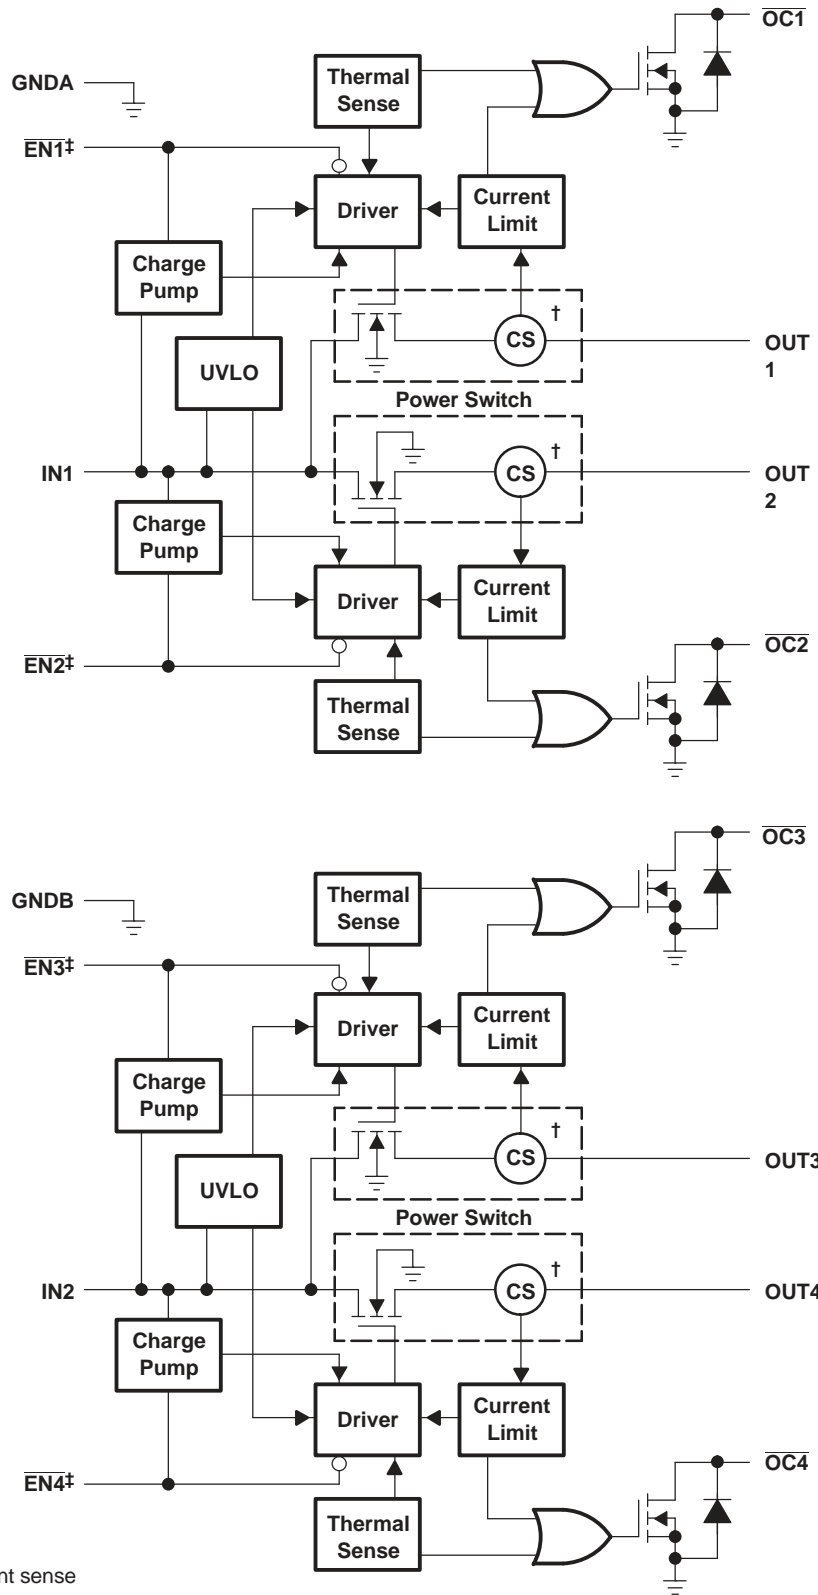 OC1
Thermal
Sense
GNDA
EN1‡
Driver
Current
Limit
Charge
Pump
†
CS
OUT
1
UVLO
Power Switch
†
IN1
CS
OUT
2
Charge
Pump
Driver
Current
Limit
EN2‡
OC2
Thermal
Sense
OC3
Thermal
Sense
GNDB
EN3‡
Driver
Current
Limit
Charge
Pump
†
CS
OUT3
UVLO
Power Switch
†
IN2
CS
OUT4
Charge
Pump
Driver
Current
Limit
EN4‡
OC4
Thermal
Sense
nt sense